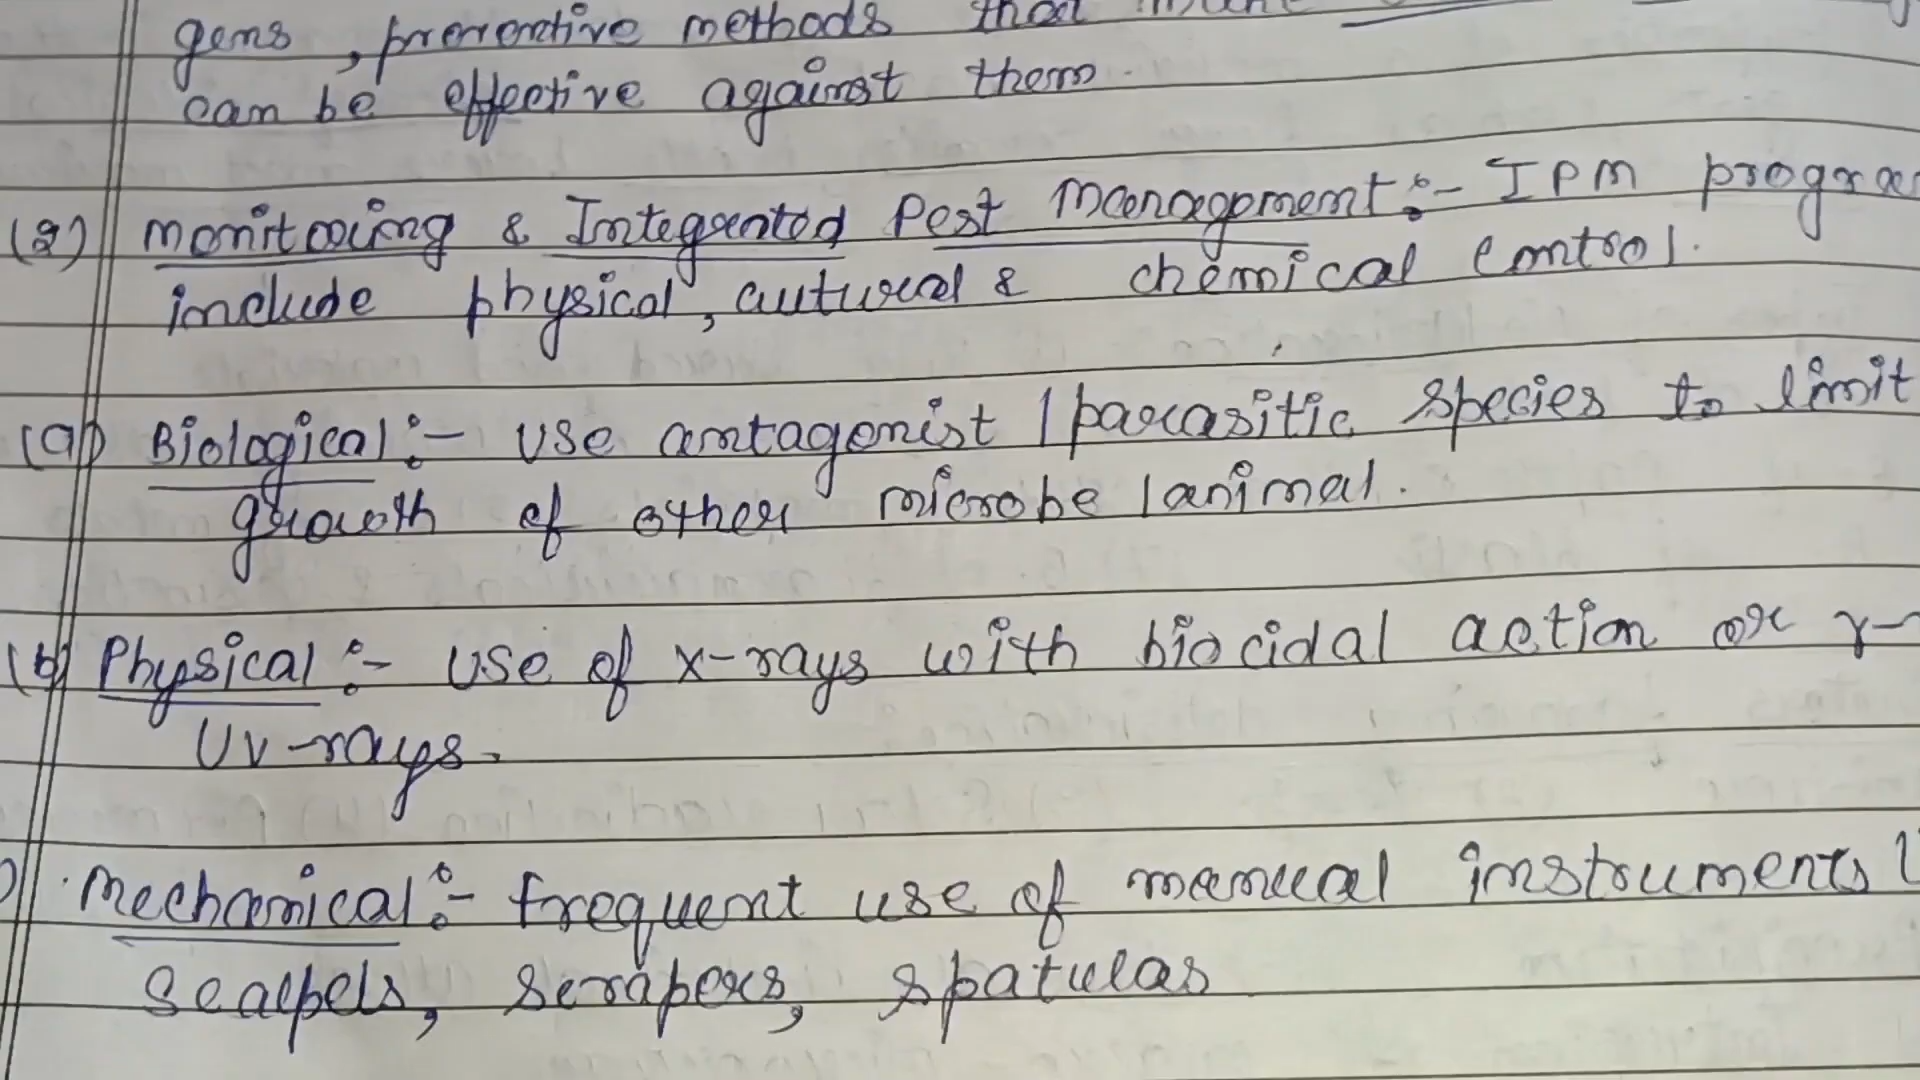 gens, preventive methods that
can be effective against them.
(2) Monitoring & Integrated Pest Management:- IPM progra
include physical, cutural & chemical control.
(a) Biological:- use antagonist / parasitic species to limit
growth of other microbe / animal.
(b) Physical:- use of x-rays with biocidal action or γ-
UV-rays.
) Mechanical:- frequent use of manual instruments
Scalpels, scrapers, spatulas